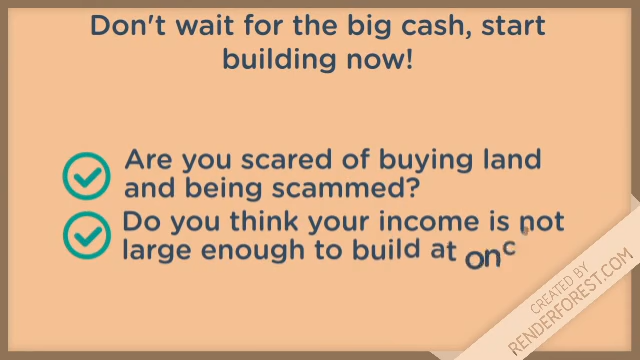 Don't wait for the big cash, start
building now!
Are you scared of buying land
and being scammed?
Do you think your income is not
large enough to build at onc
CREATED BY
RENDERFOREST.COM